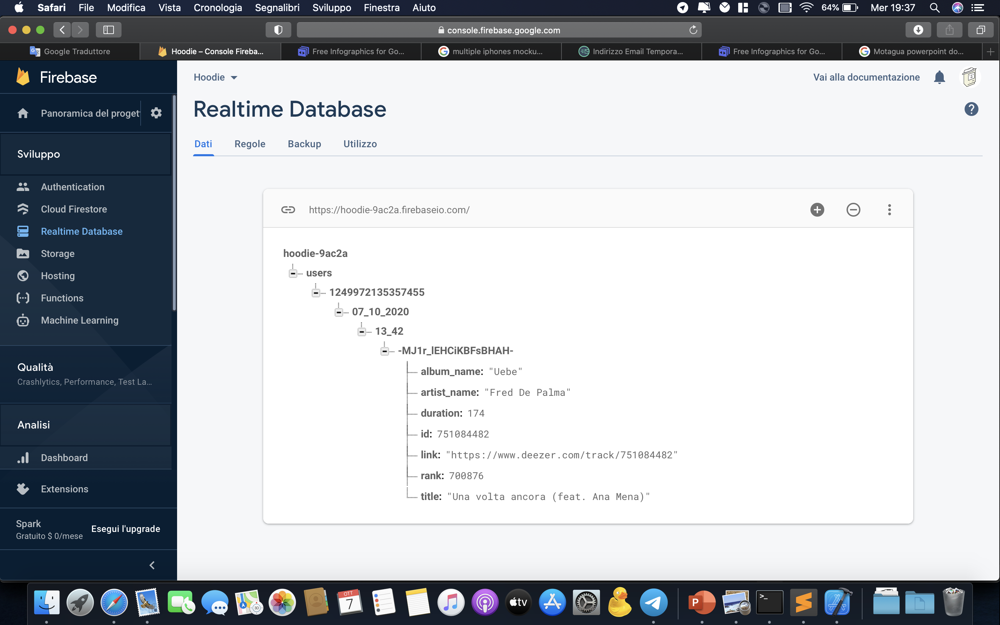 Safari File Modifica Vista Cronologia Segnalibri Sviluppo Finestra Aiuto 64% Mer 19:37
console.firebase.google.com
Google Traduttore Hoodie – Console Fireba... Free Infographics for Go... multiple iphones mocku... Indirizzo Email Tempora... Free Infographics for Go... Motagua powerpoint do...
Firebase
Hoodie Vai alla documentazione
Realtime Database
Panoramica del proget
Dati Regole Backup Utilizzo
Sviluppo
Authentication
Cloud Firestore
Realtime Database
Storage
Hosting
Functions
Machine Learning
Qualità
Crashlytics, Performance, Test La...
Analisi
Dashboard
Extensions
Spark
Gratuito $ 0/mese
Esegui l'upgrade
https://hoodie-9ac2a.firebaseio.com/
hoodie-9ac2a
users
1249972135357455
07_10_2020
13_42
-MJ1r_lEHCiKBFsBHAH-
album_name: "Uebe"
artist_name: "Fred De Palma"
duration: 174
id: 751084482
link: "https://www.deezer.com/track/751084482"
rank: 700876
title: "Una volta ancora (feat. Ana Mena)"
3D
OTT
7
tv
P
>_